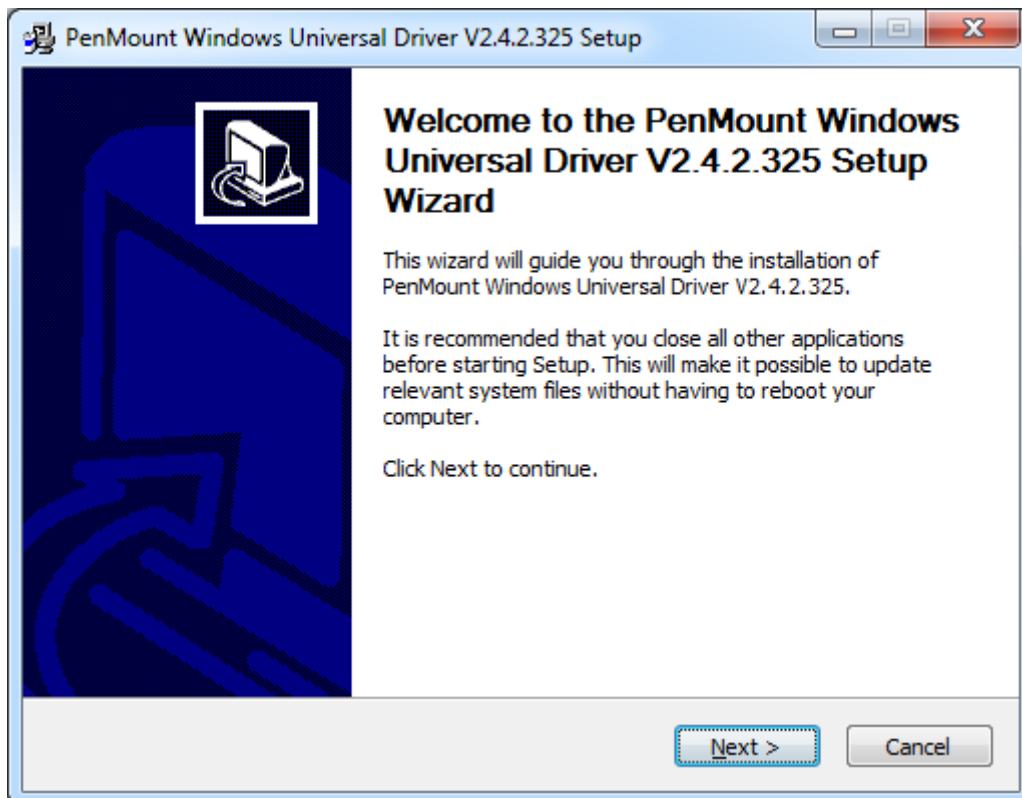 PenMount Windows Universal Driver V2.4.2.325 Setup
Welcome to the PenMount Windows
Universal Driver V2.4.2.325 Setup
Wizard
This wizard will guide you through the installation of
PenMount Windows Universal Driver V2.4.2.325.
It is recommended that you close all other applications
before starting Setup. This will make it possible to update
relevant system files without having to reboot your
computer.
Click Next to continue.
Next >
Cancel